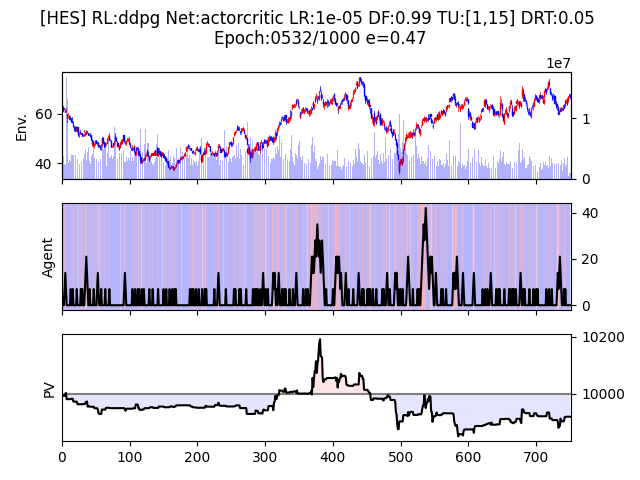 [HES] RL:ddpg Net:actorcritic LR:1e-05 DF:0.99 TU:[1,15] DRT:0.05
Epoch:0532/1000 e=0.47
1e7
Env.
60
40
1
0
Agent
40
20
0
PV
10200
10000
0 100 200 300 400 500 600 700